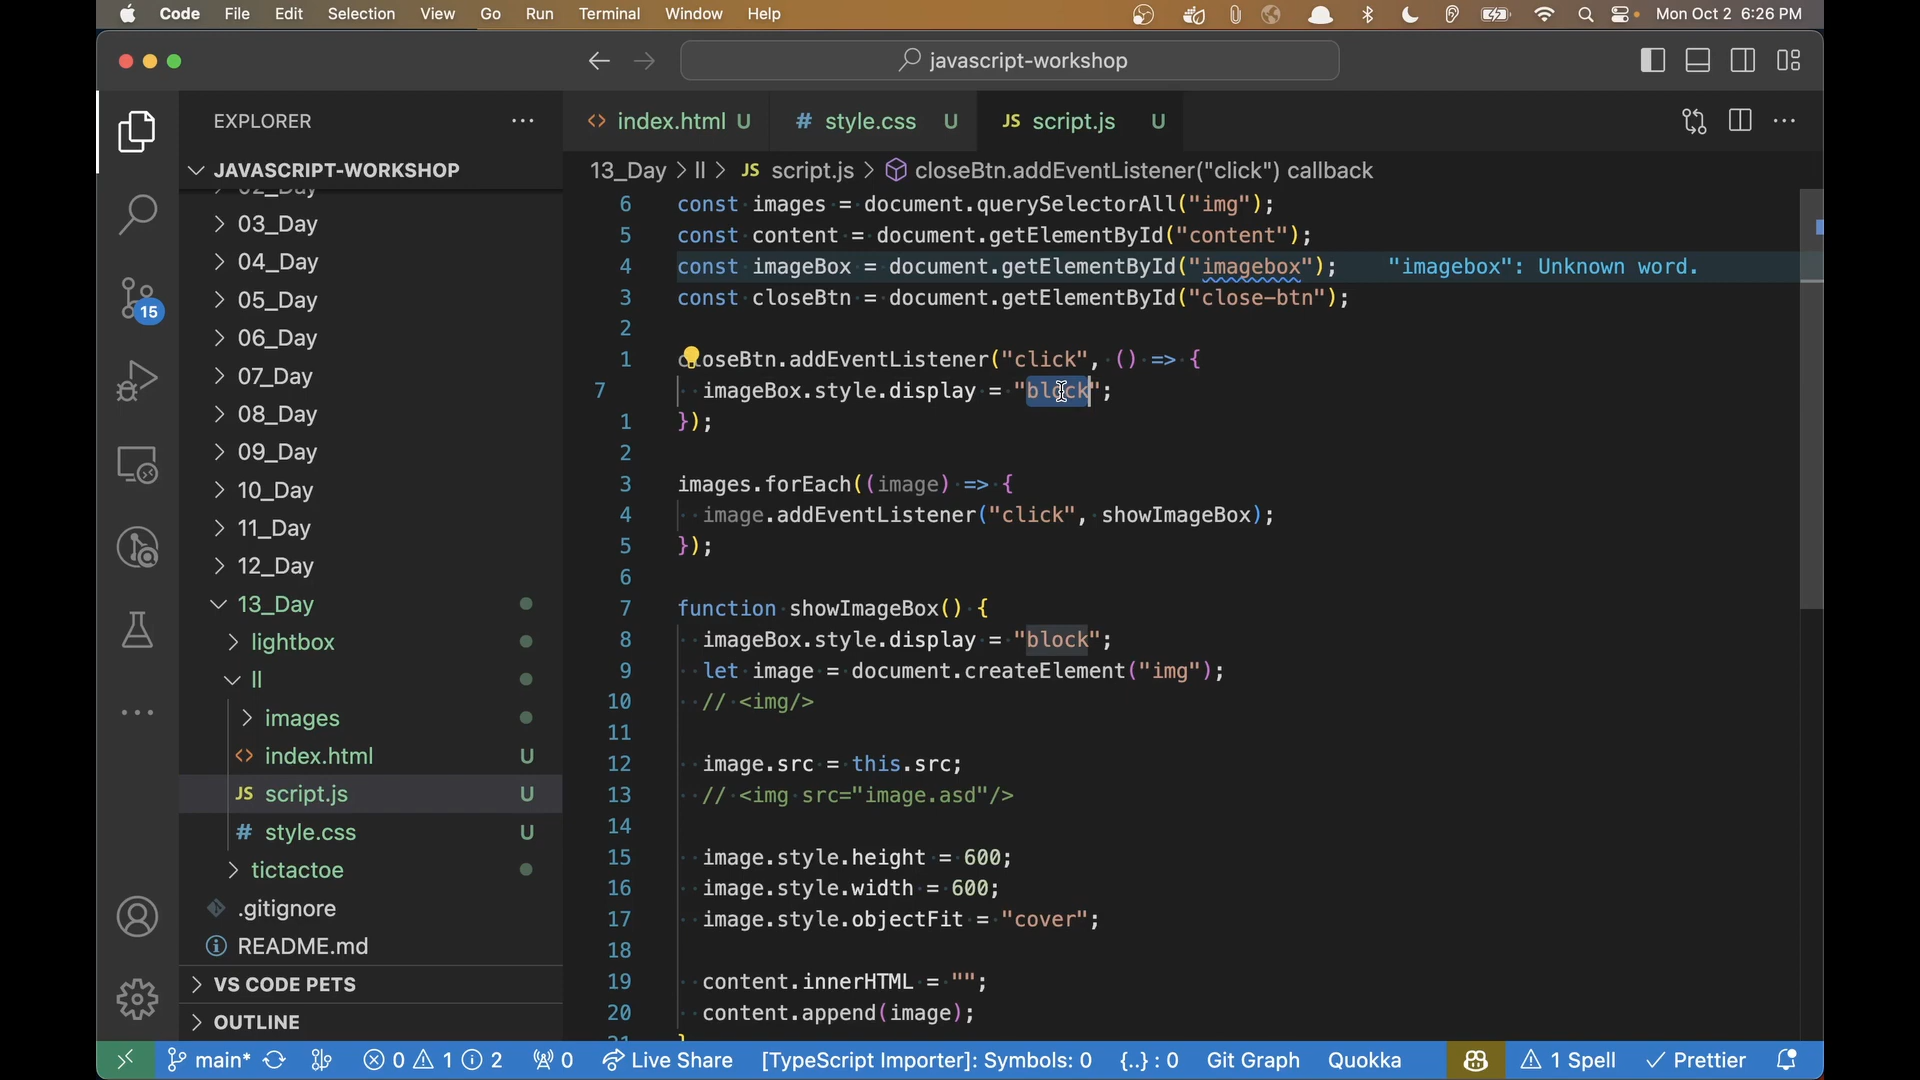 Code File Edit Selection View Go Run Terminal Window Help Mon Oct 2 6:26 PM
javascript-workshop
EXPLORER
index.html U
style.css U
JS script.js U
JAVASCRIPT-WORKSHOP
13_Day > ll > JS script.js > closeBtn.addEventListener("click") callback
02_Day
03_Day
04_Day
05_Day
06_Day
07_Day
08_Day
09_Day
10_Day
11_Day
12_Day
13_Day
lightbox
ll
images
index.html U
JS script.js U
# style.css U
tictactoe
.gitignore
README.md
VS CODE PETS
OUTLINE
15
6 const images = document.querySelectorAll("img");
5 const content = document.getElementById("content");
4 const imageBox = document.getElementById("imagebox"); "imagebox": Unknown word.
3 const closeBtn = document.getElementById("close-btn");
2
1 closeBtn.addEventListener("click", () => {
7 imageBox.style.display = "block";
1 });
2
3 images.forEach((image) => {
4 image.addEventListener("click", showImageBox);
5 });
6
7 function showImageBox() {
8 imageBox.style.display = "block";
9 let image = document.createElement("img");
10 // <img/>
11
12 image.src = this.src;
13 // <img src="image.asd"/>
14
15 image.style.height = 600;
16 image.style.width = 600;
17 image.style.objectFit = "cover";
18
19 content.innerHTML = "";
20 content.append(image);
21 }
main* 0 1 2 0 Live Share [TypeScript Importer]: Symbols: 0 {..} : 0 Git Graph Quokka 1 Spell Prettier